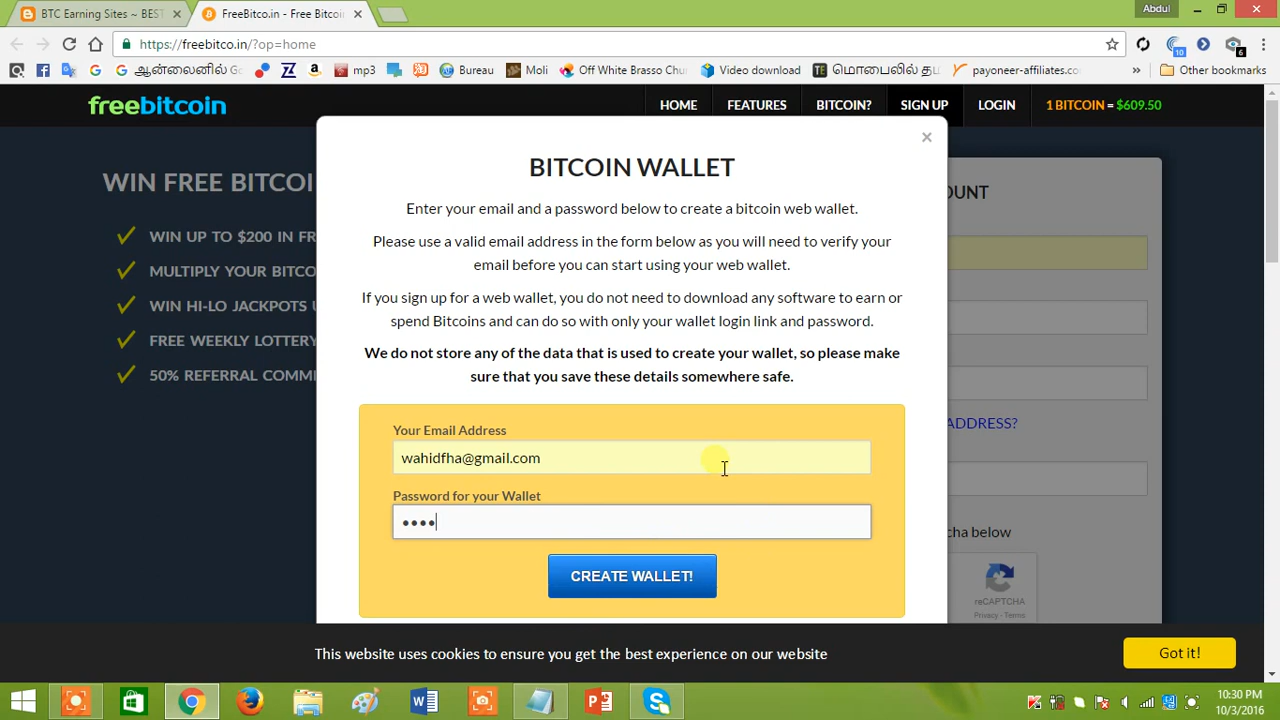 BTC Earning Sites ~ BEST
FreeBitco.in - Free Bitcoin
Abdul
https://freebitco.in/?op=home
10
6
ஆன்லைனில்
mp3
Bureau
Moli
Off White Brasso Chur
Video download
TE
மொபைலில்
payoneer-affiliates.co
Other bookmarks
freebitcoin
HOME
FEATURES
BITCOIN?
SIGN UP
LOGIN
1 BITCOIN = $609.50
BITCOIN WALLET
Enter your email and a password below to create a bitcoin web wallet.
Please use a valid email address in the form below as you will need to verify your
email before you can start using your web wallet.
If you sign up for a web wallet, you do not need to download any software to earn or
spend Bitcoins and can do so with only your wallet login link and password.
We do not store any of the data that is used to create your wallet, so please make
sure that you save these details somewhere safe.
Your Email Address
wahidfha@gmail.com
Password for your Wallet
••••
CREATE WALLET!
WIN FREE BITCOI
WIN UP TO $200 IN FR
MULTIPLY YOUR BITCO
WIN HI-LO JACKPOTS U
FREE WEEKLY LOTTERY
50% REFERRAL COMMI
OUNT
ADDRESS?
cha below
reCAPTCHA
Privacy - Terms
This website uses cookies to ensure you get the best experience on our website
Got it!
10:30 PM
10/3/2016